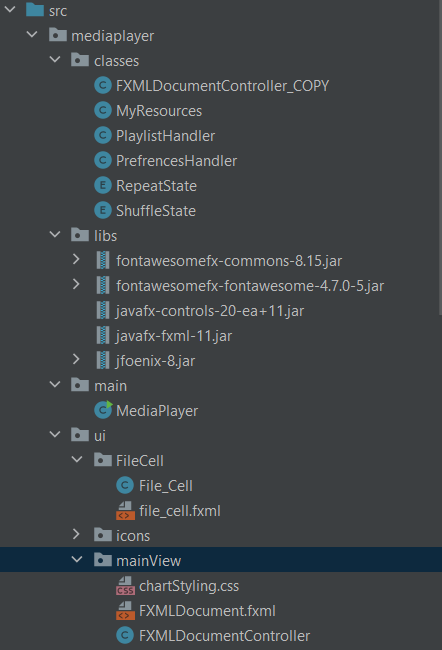 src
mediaplayer
classes
FXMLDocumentController_COPY
MyResources
PlaylistHandler
PrefrencesHandler
RepeatState
ShuffleState
libs
fontawesomefx-commons-8.15.jar
fontawesomefx-fontawesome-4.7.0-5.jar
javafx-controls-20-ea+11.jar
javafx-fxml-11.jar
jfoenix-8.jar
main
MediaPlayer
ui
FileCell
File_Cell
file_cell.fxml
icons
mainView
chartStyling.css
FXMLDocument.fxml
FXMLDocumentController